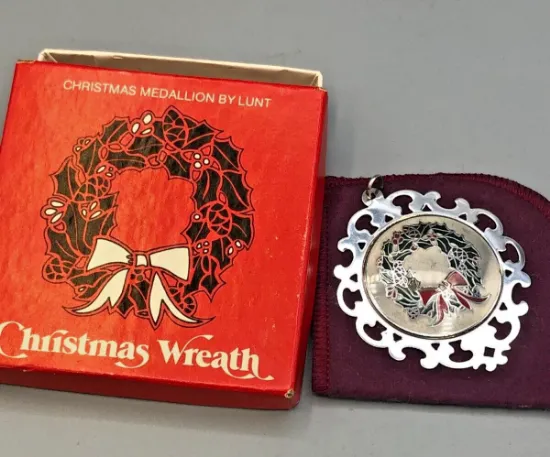 CHRISTMAS MEDALLION BY LUNT
Christmas Wreath